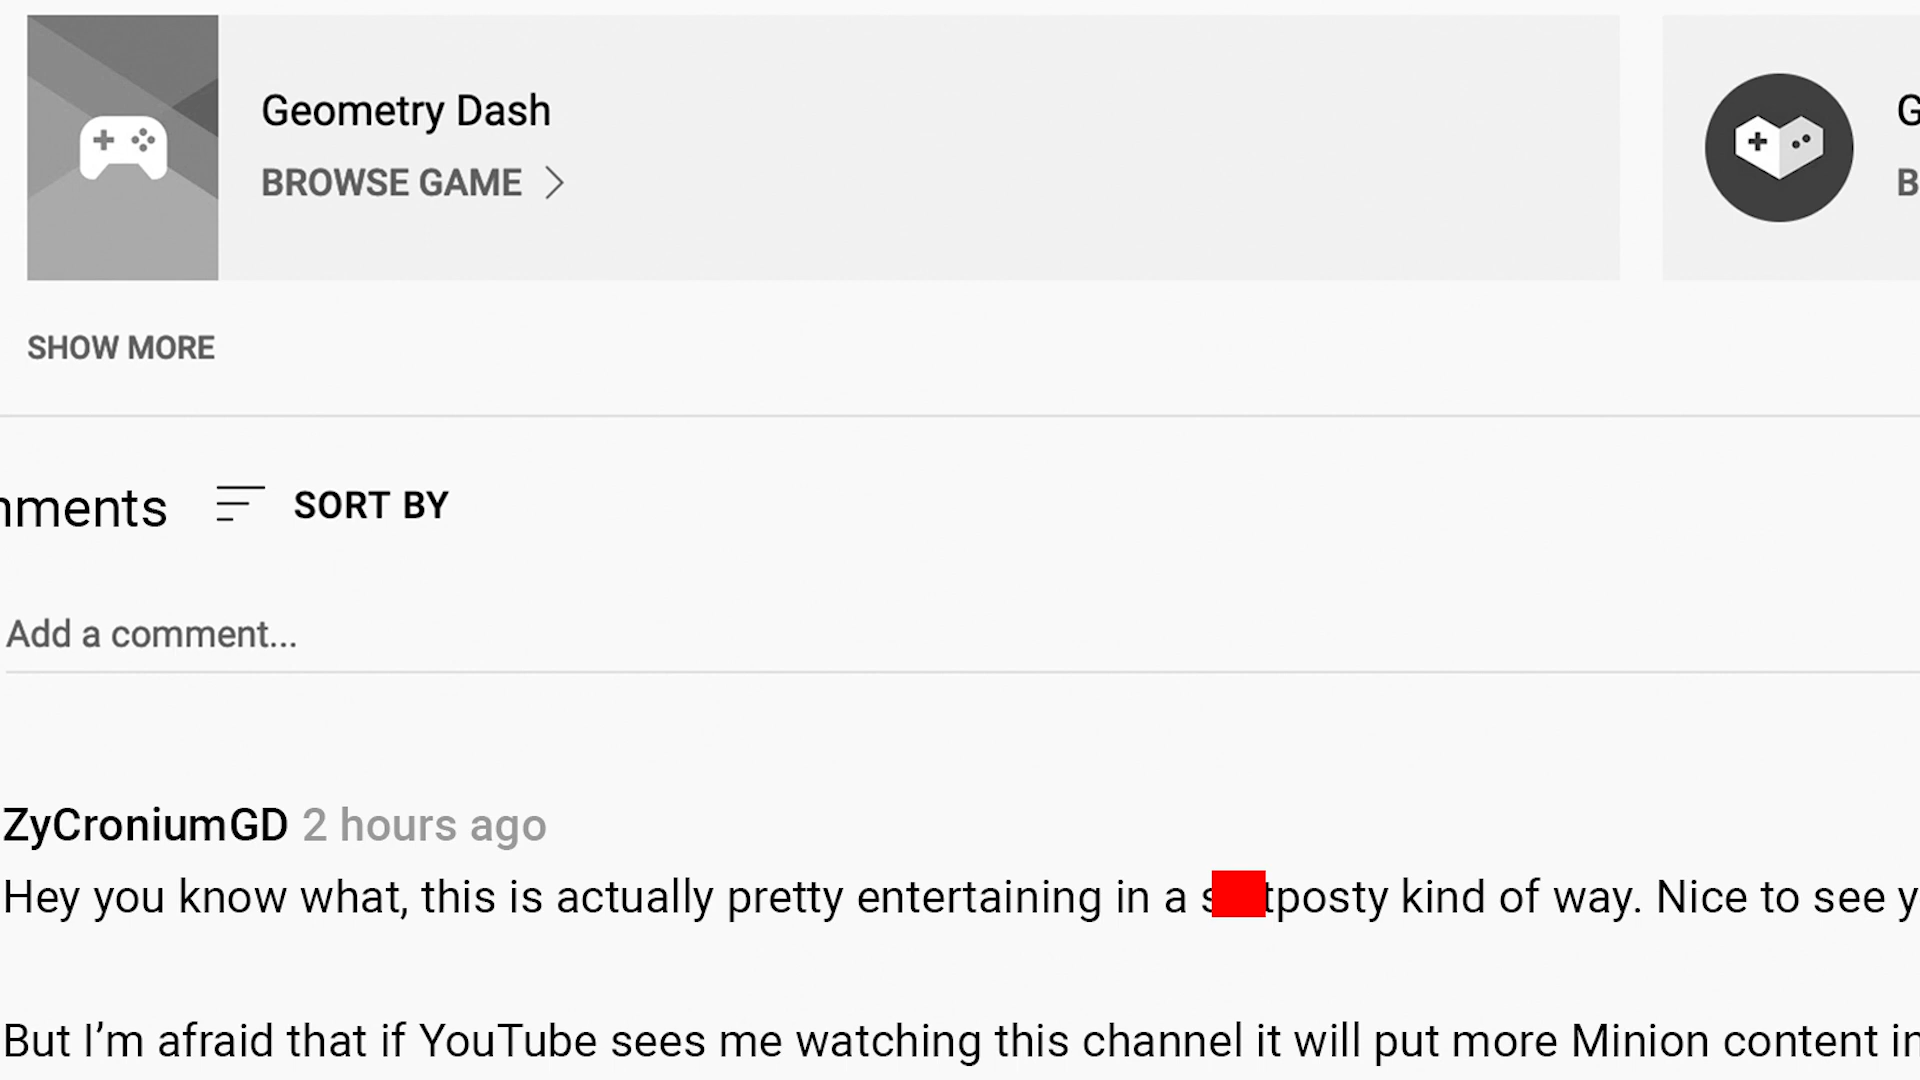 Geometry Dash
BROWSE GAME
G
B
SHOW MORE
mments
SORT BY
Add a comment...
ZyCroniumGD 2 hours ago
Hey you know what, this is actually pretty entertaining in a s tposty kind of way. Nice to see y
But I’m afraid that if YouTube sees me watching this channel it will put more Minion content in